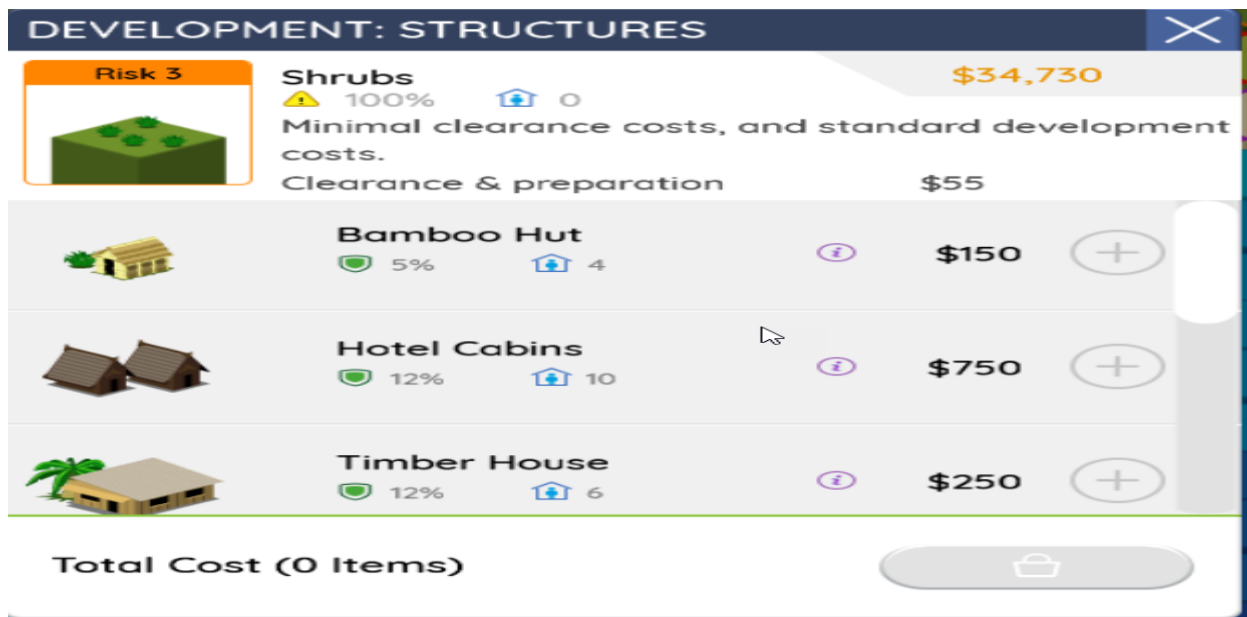 DEVELOPMENT: STRUCTURES
Risk 3
Shrubs
$34,730
100% 0
Minimal clearance costs, and standard development
costs.
Clearance & preparation $55
Bamboo Hut
5% 4
$150
Hotel Cabins
12% 10
$750
Timber House
12% 6
$250
Total Cost (0 Items)